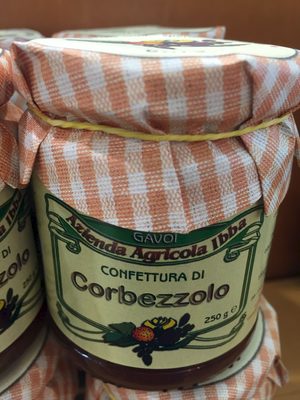 GAVOI
Azienda Agricola Ibba
CONFETTURA DI
Corbezzolo
250 g e